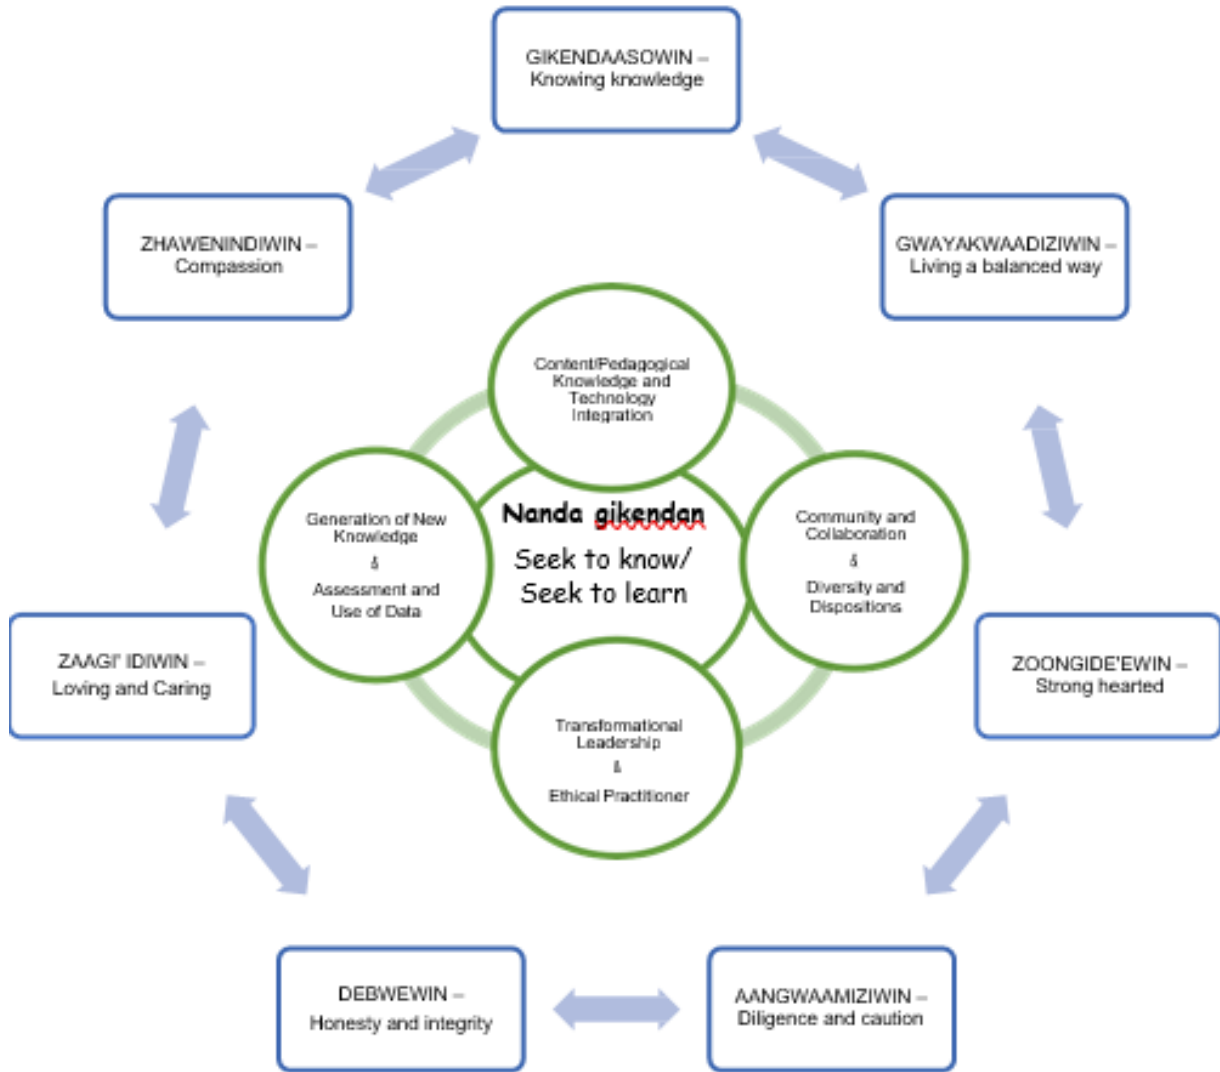 GIKENDAASOWIN –
Knowing knowledge
ZHAWENINDIWIN –
Compassion
GWAYAKWAADIZIWIN –
Living a balanced way
Content/Pedagogical
Knowledge and
Technology
Integration
Generation of New
Knowledge
&
Assessment and
Use of Data
Nanda gikendan
Seek to know/
Seek to learn
Community and
Collaboration
&
Diversity and
Dispositions
ZAAGI' IDIWIN –
Loving and Caring
ZOONGIDE'EWIN –
Strong hearted
Transformational
Leadership
&
Ethical Practitioner
DEBWEWIN –
Honesty and integrity
AANGWAAMIZIWIN –
Diligence and caution